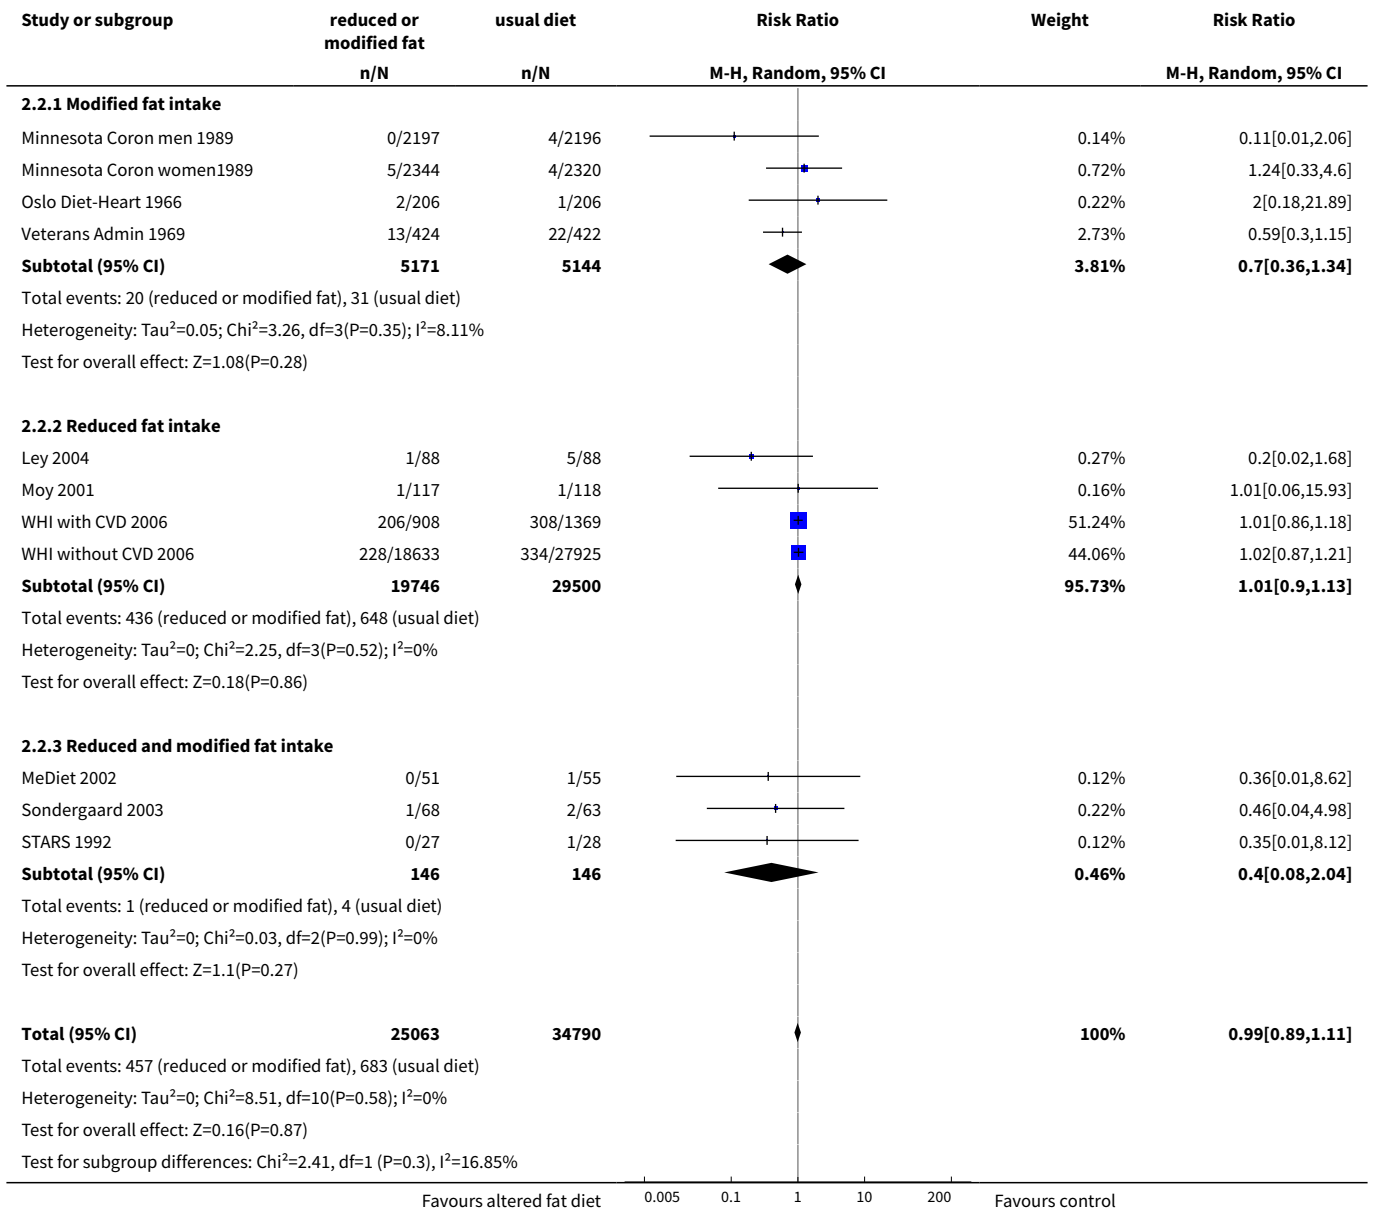 Study or subgroup reduced or modified fat usual diet Risk Ratio Weight Risk Ratio
n/N n/N M-H, Random, 95% CI M-H, Random, 95% CI
2.2.1 Modified fat intake
Minnesota Coron men 1989 0/2197 4/2196 0.14% 0.11[0.01,2.06]
Minnesota Coron women1989 5/2344 4/2320 0.72% 1.24[0.33,4.6]
Oslo Diet-Heart 1966 2/206 1/206 0.22% 2[0.18,21.89]
Veterans Admin 1969 13/424 22/422 2.73% 0.59[0.3,1.15]
Subtotal (95% CI) 5171 5144 3.81% 0.7[0.36,1.34]
Total events: 20 (reduced or modified fat), 31 (usual diet)
Heterogeneity: Tau²=0.05; Chi²=3.26, df=3(P=0.35); I²=8.11%
Test for overall effect: Z=1.08(P=0.28)
2.2.2 Reduced fat intake
Ley 2004 1/88 5/88 0.27% 0.2[0.02,1.68]
Moy 2001 1/117 1/118 0.16% 1.01[0.06,15.93]
WHI with CVD 2006 206/908 308/1369 51.24% 1.01[0.86,1.18]
WHI without CVD 2006 228/18633 334/27925 44.06% 1.02[0.87,1.21]
Subtotal (95% CI) 19746 29500 95.73% 1.01[0.9,1.13]
Total events: 436 (reduced or modified fat), 648 (usual diet)
Heterogeneity: Tau²=0; Chi²=2.25, df=3(P=0.52); I²=0%
Test for overall effect: Z=0.18(P=0.86)
2.2.3 Reduced and modified fat intake
MeDiet 2002 0/51 1/55 0.12% 0.36[0.01,8.62]
Sondergaard 2003 1/68 2/63 0.22% 0.46[0.04,4.98]
STARS 1992 0/27 1/28 0.12% 0.35[0.01,8.12]
Subtotal (95% CI) 146 146 0.46% 0.4[0.08,2.04]
Total events: 1 (reduced or modified fat), 4 (usual diet)
Heterogeneity: Tau²=0; Chi²=0.03, df=2(P=0.99); I²=0%
Test for overall effect: Z=1.1(P=0.27)
Total (95% CI) 25063 34790 100% 0.99[0.89,1.11]
Total events: 457 (reduced or modified fat), 683 (usual diet)
Heterogeneity: Tau²=0; Chi²=8.51, df=10(P=0.58); I²=0%
Test for overall effect: Z=0.16(P=0.87)
Test for subgroup differences: Chi²=2.41, df=1 (P=0.3), I²=16.85%
Favours altered fat diet 0.005 0.1 1 10 200 Favours control